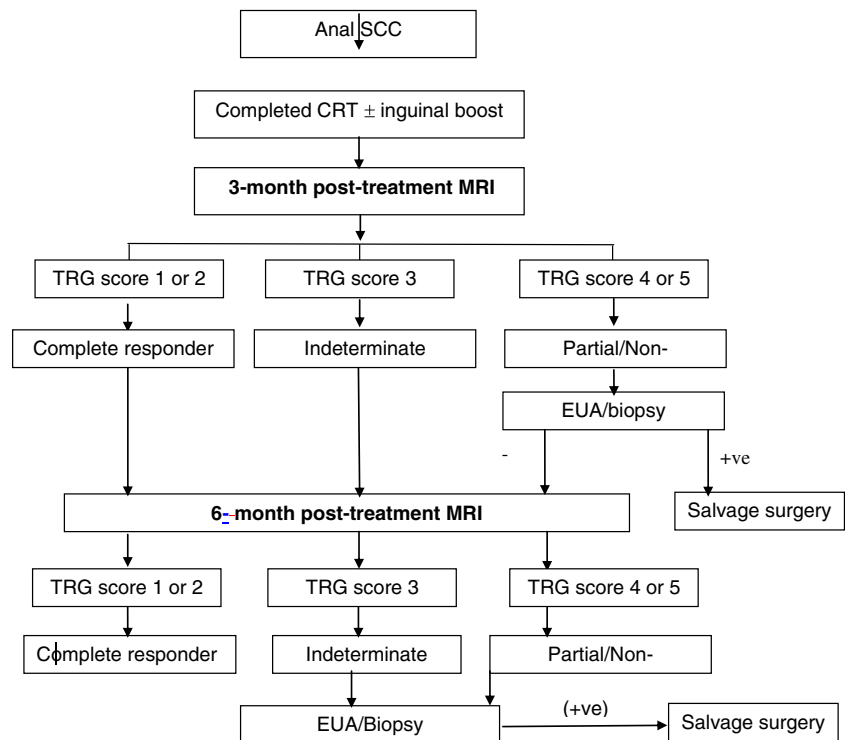 Anal SCC
Completed CRT ± inguinal boost
3-month post-treatment MRI
TRG score 1 or 2
TRG score 3
TRG score 4 or 5
Complete responder
Indeterminate
Partial/Non-
EUA/biopsy
-
+ve
6--month post-treatment MRI
Salvage surgery
TRG score 1 or 2
TRG score 3
TRG score 4 or 5
Complete responder
Indeterminate
Partial/Non-
EUA/Biopsy
(+ve)
Salvage surgery